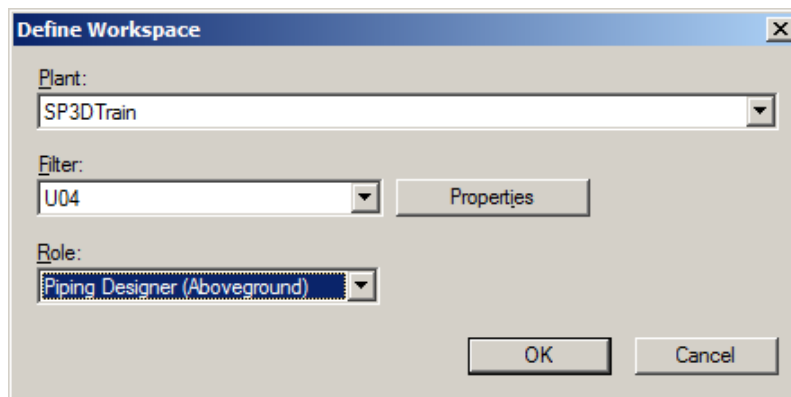 Define Workspace
Plant:
SP3DTrain
Filter:
U04
Properties
Role:
Piping Designer (Aboveground)
OK
Cancel